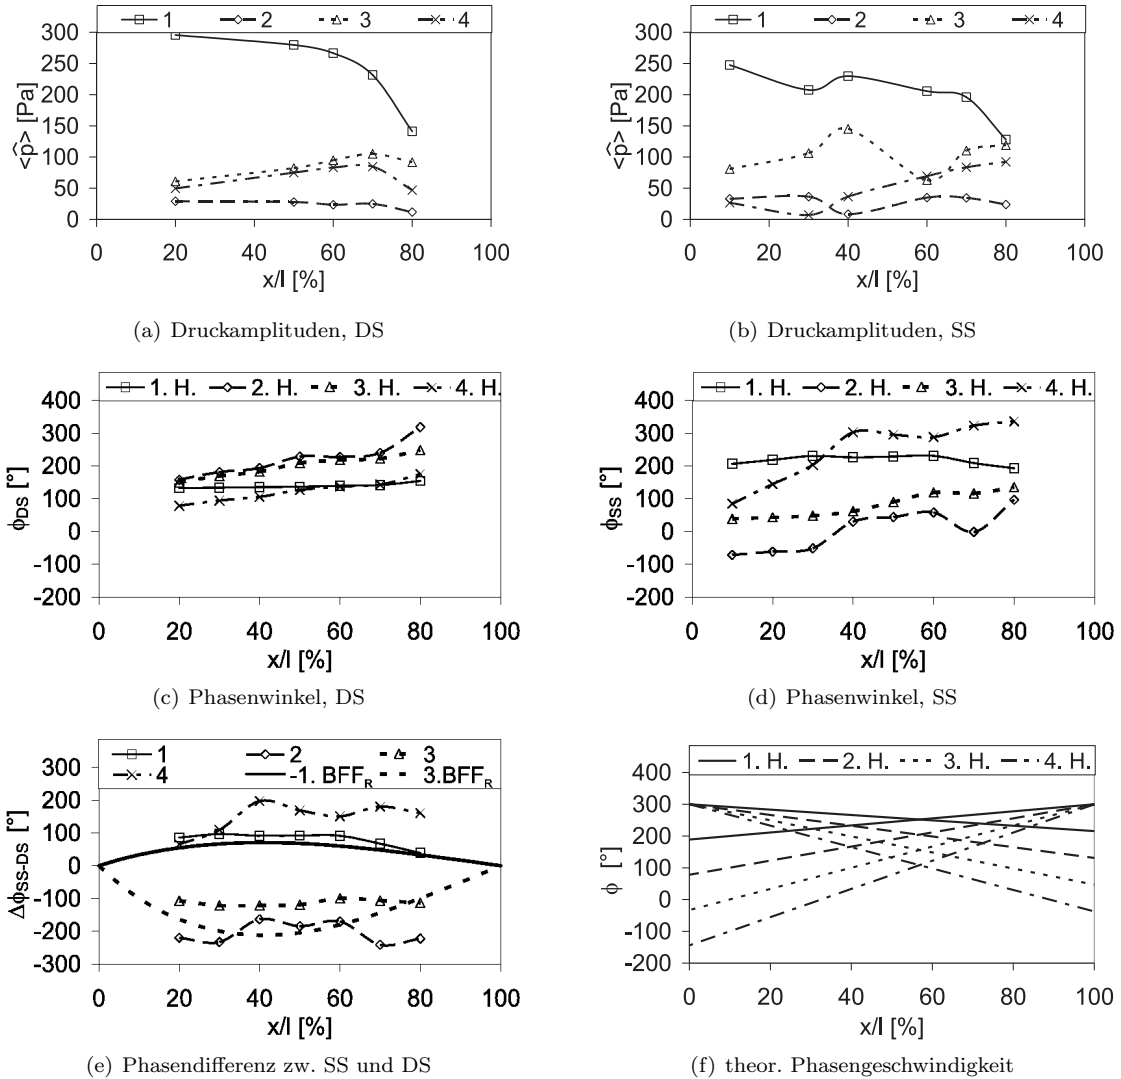 1 2 3 4
300
250
200
150
100
50
0
<p̂> [Pa]
0 20 40 60 80 100
x/l [%]
(a) Druckamplituden, DS
1 2 3 4
300
250
200
150
100
50
0
<p̂> [Pa]
0 20 40 60 80 100
x/l [%]
(b) Druckamplituden, SS
1. H. 2. H. 3. H. 4. H.
400
300
200
100
0
-100
-200
ϕDS [°]
0 20 40 60 80 100
x/l [%]
(c) Phasenwinkel, DS
1. H. 2. H. 3. H. 4. H.
400
300
200
100
0
-100
-200
ϕSS [°]
0 20 40 60 80 100
x/l [%]
(d) Phasenwinkel, SS
1 2 3
4 -1. BFFR 3.BFFR
300
200
100
0
-100
-200
-300
ΔϕSS-DS [°]
0 20 40 60 80 100
x/l [%]
(e) Phasendifferenz zw. SS und DS
1. H. 2. H. 3. H. 4. H.
400
300
200
100
0
-100
-200
ϕ [°]
0 20 40 60 80 100
x/l [%]
(f) theor. Phasengeschwindigkeit